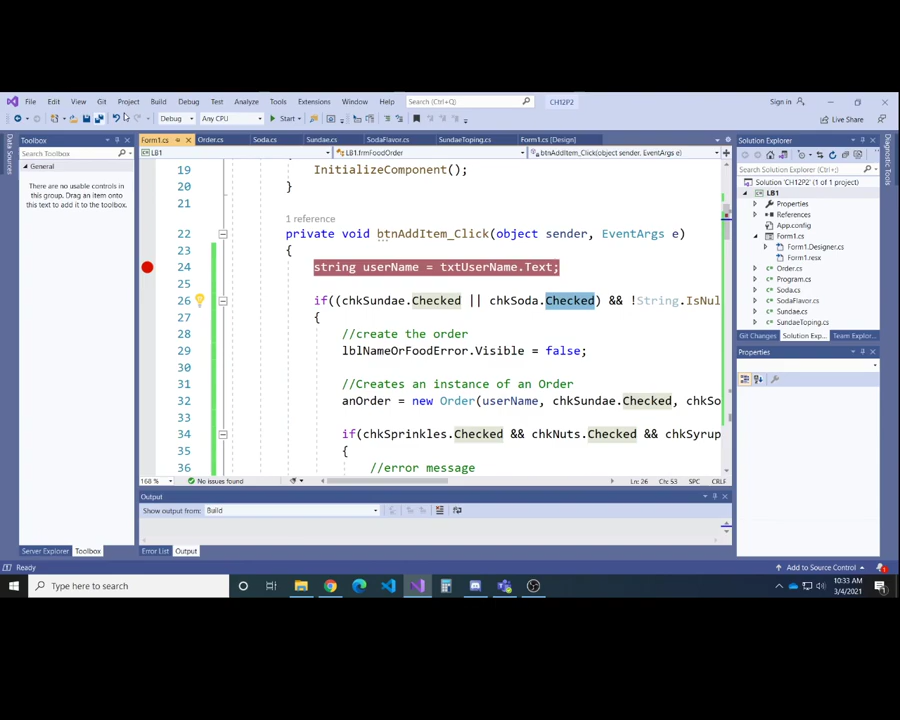 File Edit View Git Project Build Debug Test Analyze Tools Extensions Window Help Search (Ctrl+Q) CH12P2 Sign in
Debug Any CPU Start Live Share
Data Sources
Toolbox
Search Toolbox
General
There are no usable controls in
this group. Drag an item onto
this text to add it to the toolbox.
Server Explorer Toolbox
Form1.cs Order.cs Soda.cs Sundae.cs SodaFlavor.cs SundaeToping.cs Form1.cs [Design]
LB1 LB1.frmFoodOrder btnAddItem_Click(object sender, EventArgs e)
19 InitializeComponent();
20 }
21
1 reference
22 private void btnAddItem_Click(object sender, EventArgs e)
23 {
24 string userName = txtUserName.Text;
25
26 if((chkSundae.Checked || chkSoda.Checked) && !String.IsNul
27 {
28 //create the order
29 lblNameOrFoodError.Visible = false;
30
31 //Creates an instance of an Order
32 anOrder = new Order(userName, chkSundae.Checked, chkSo
33
34 if(chkSprinkles.Checked && chkNuts.Checked && chkSyrup
35 {
36 //error message
168 % No issues found Ln: 26 Ch: 53 SPC CRLF
Output
Show output from: Build
Error List Output
Solution Explorer
Search Solution Explorer (Ctrl+;)
Solution 'CH12P2' (1 of 1 project)
LB1
Properties
References
App.config
Form1.cs
Form1.Designer.cs
Form1.resx
Order.cs
Program.cs
Soda.cs
SodaFlavor.cs
Sundae.cs
SundaeToping.cs
Git Changes Solution Exp... Team Explor...
Properties
Diagnostic Tools
Ready Add to Source Control
Type here to search
10:33 AM
3/4/2021